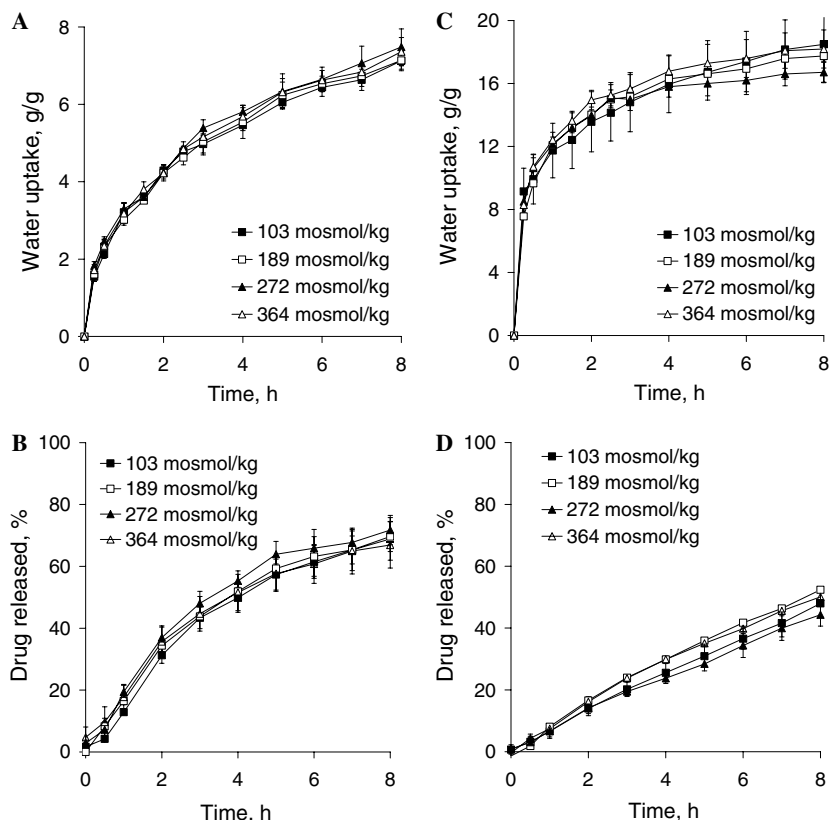 A
Water uptake, g/g
8
6
4
2
0
103 mosmol/kg
189 mosmol/kg
272 mosmol/kg
364 mosmol/kg
0 2 4 6 8
Time, h
C
Water uptake, g/g
20
16
12
8
4
0
103 mosmol/kg
189 mosmol/kg
272 mosmol/kg
364 mosmol/kg
0 2 4 6 8
Time, h
B
Drug released, %
100
80
60
40
20
0
103 mosmol/kg
189 mosmol/kg
272 mosmol/kg
364 mosmol/kg
0 2 4 6 8
Time, h
D
Drug released, %
100
80
60
40
20
0
103 mosmol/kg
189 mosmol/kg
272 mosmol/kg
364 mosmol/kg
0 2 4 6 8
Time, h